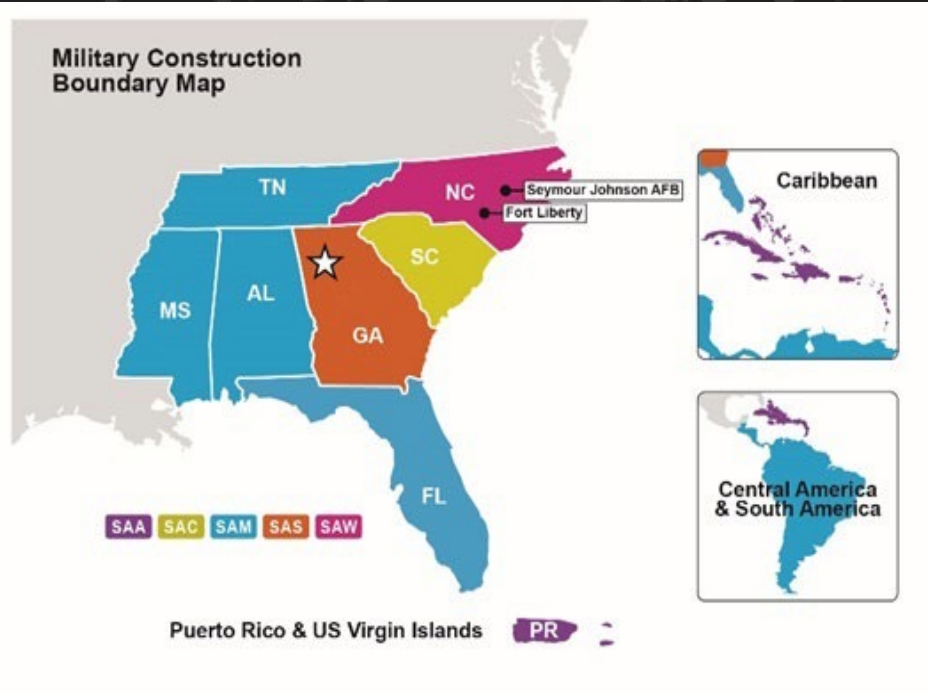 Military Construction
Boundary Map
TN
NC
Seymour Johnson AFB
Fort Liberty
SC
MS
AL
GA
FL
SAA SAC SAM SAS SAW
Puerto Rico & US Virgin Islands PR
Caribbean
Central America
& South America